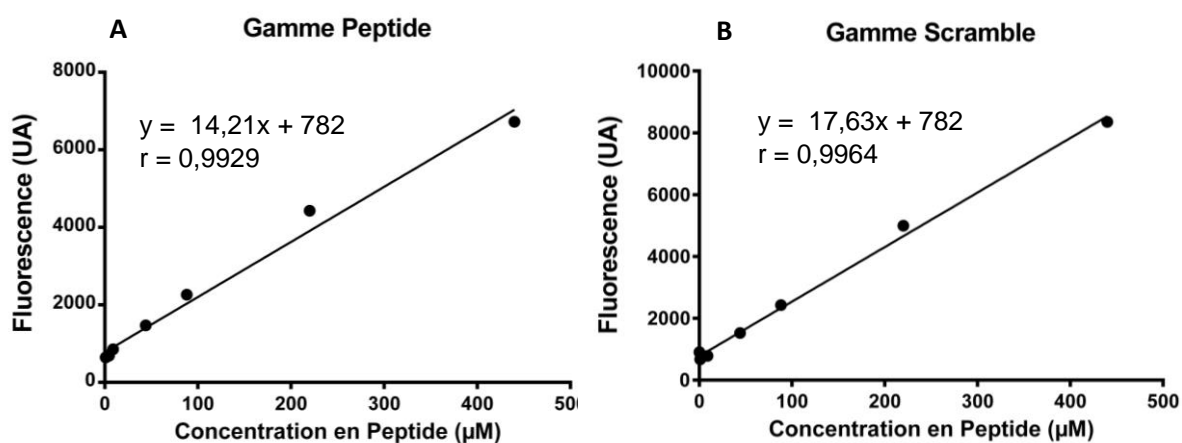 A
Gamme Peptide
8000
6000
4000
2000
0
Fluorescence (UA)
y = 14,21x + 782
r = 0,9929
0 100 200 300 400 50
Concentration en Peptide (µM)
B
Gamme Scramble
10000
8000
6000
4000
2000
0
Fluorescence (UA)
y = 17,63x + 782
r = 0,9964
0 100 200 300 400 500
Concentration en Peptide (µM)